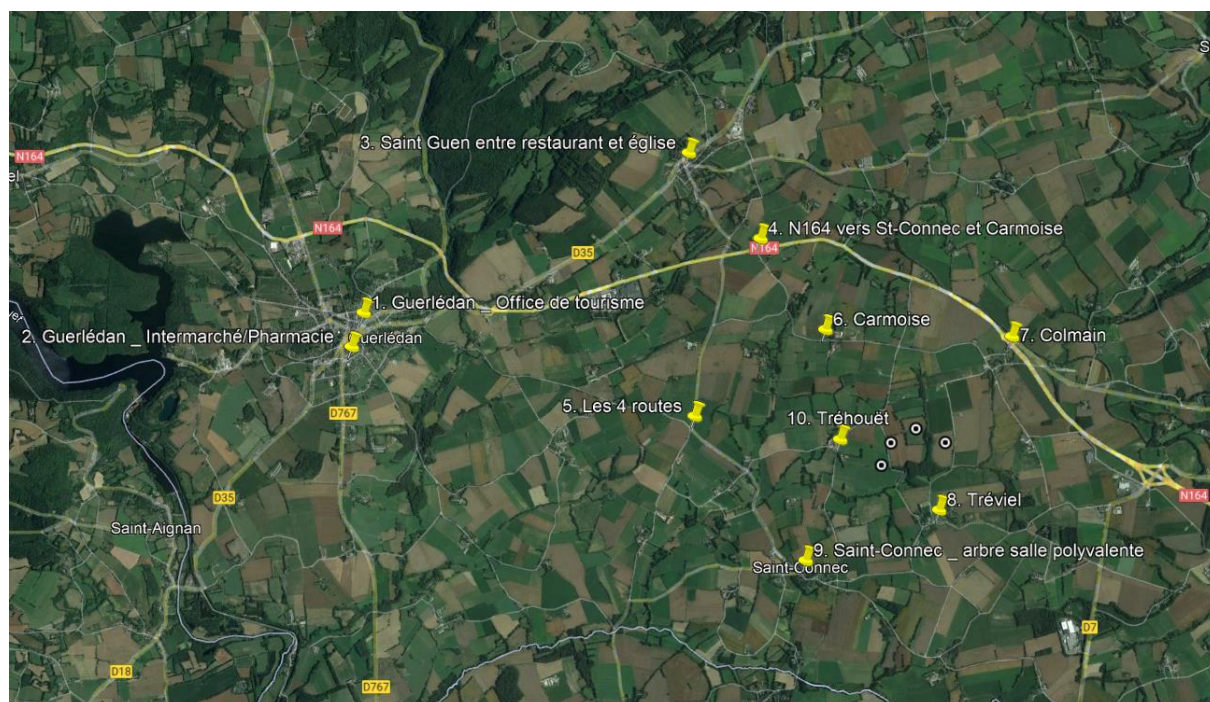 3. Saint Guen entre restaurant et église
N164
4. N164 vers St-Connec et Carmoise
N164
N164
D35
1. Guerlédan _ Office de tourisme
2. Guerlédan _ Intermarché/Pharmacie
6. Carmoise
7. Colmain
5. Les 4 routes
D767
10. Tréhouët
D35
8. Tréviel
N164
Saint-Aignan
9. Saint-Connec _ arbre salle polyvalente
Saint-Connec
D7
D18
D767